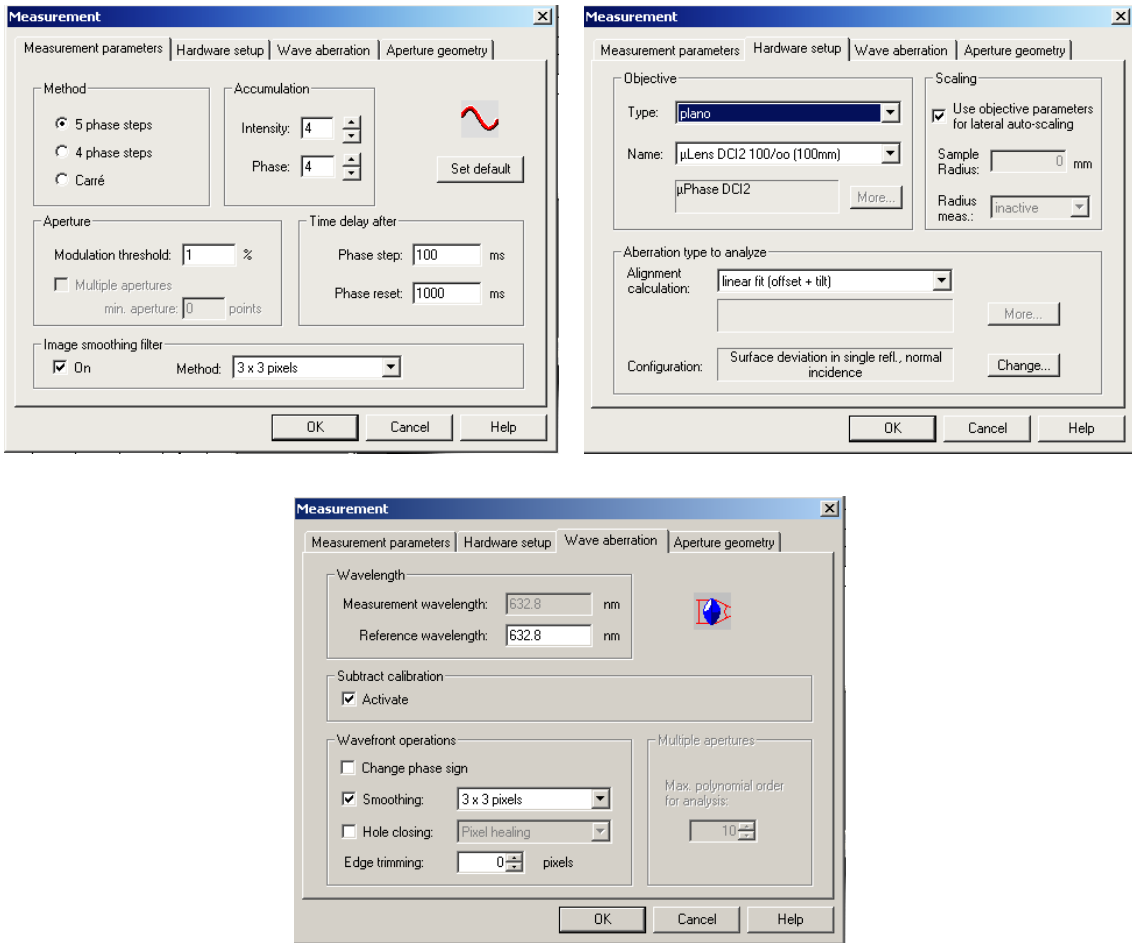 Measurement
Measurement parameters Hardware setup Wave aberration Aperture geometry
Method
5 phase steps
4 phase steps
Carré
Accumulation
Intensity: 4
Phase: 4
Set default
Aperture
Modulation threshold: 1 %
Multiple apertures
min. aperture: 0 points
Time delay after
Phase step: 100 ms
Phase reset: 1000 ms
Image smoothing filter
On Method: 3 x 3 pixels
OK Cancel Help
Measurement
Measurement parameters Hardware setup Wave aberration Aperture geometry
Objective
Type: plano
Name: µLens DCI2 100/oo (100mm)
µPhase DCI2
More...
Scaling
Use objective parameters
for lateral auto-scaling
Sample
Radius: 0 mm
Radius
meas.: inactive
Aberration type to analyze
Alignment
calculation: linear fit (offset + tilt)
More...
Configuration: Surface deviation in single refl., normal
incidence
Change...
OK Cancel Help
Measurement
Measurement parameters Hardware setup Wave aberration Aperture geometry
Wavelength
Measurement wavelength: 632.8 nm
Reference wavelength: 632.8 nm
Subtract calibration
Activate
Wavefront operations
Change phase sign
Smoothing: 3 x 3 pixels
Hole closing: Pixel healing
Edge trimming: 0 pixels
Multiple apertures
Max. polynomial order
for analysis:
10
OK Cancel Help